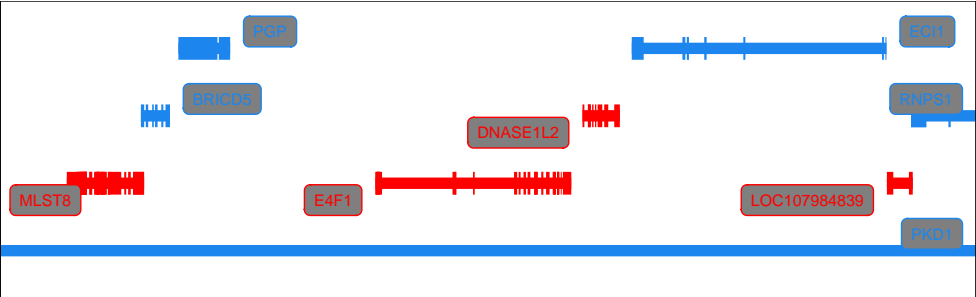 PGP
ECI1
BRICD5
RNPS1
DNASE1L2
MLST8
E4F1
LOC107984839
PKD1